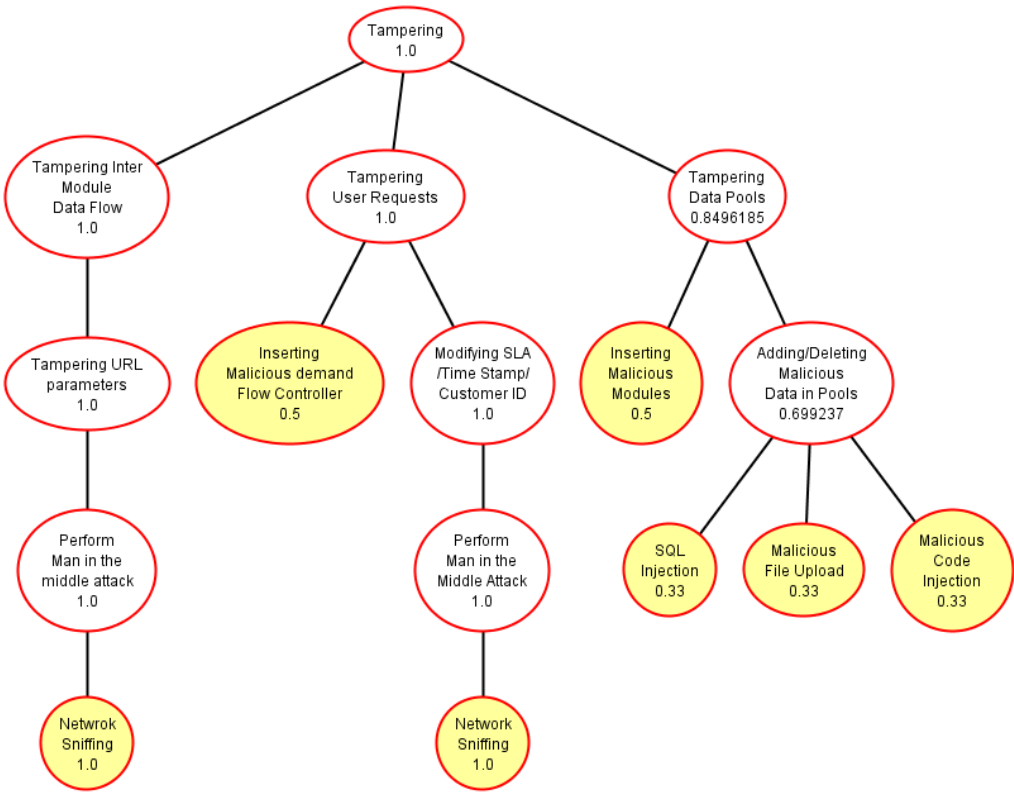 Tampering
1.0
Tampering Inter
Module
Data Flow
1.0
Tampering
User Requests
1.0
Tampering
Data Pools
0.8496185
Tampering URL
parameters
1.0
Inserting
Malicious demand
Flow Controller
0.5
Modifying SLA
/Time Stamp/
Customer ID
1.0
Inserting
Malicious
Modules
0.5
Adding/Deleting
Malicious
Data in Pools
0.699237
Perform
Man in the
middle attack
1.0
Perform
Man in the
Middle Attack
1.0
SQL
Injection
0.33
Malicious
File Upload
0.33
Malicious
Code
Injection
0.33
Netwrok
Sniffing
1.0
Network
Sniffing
1.0